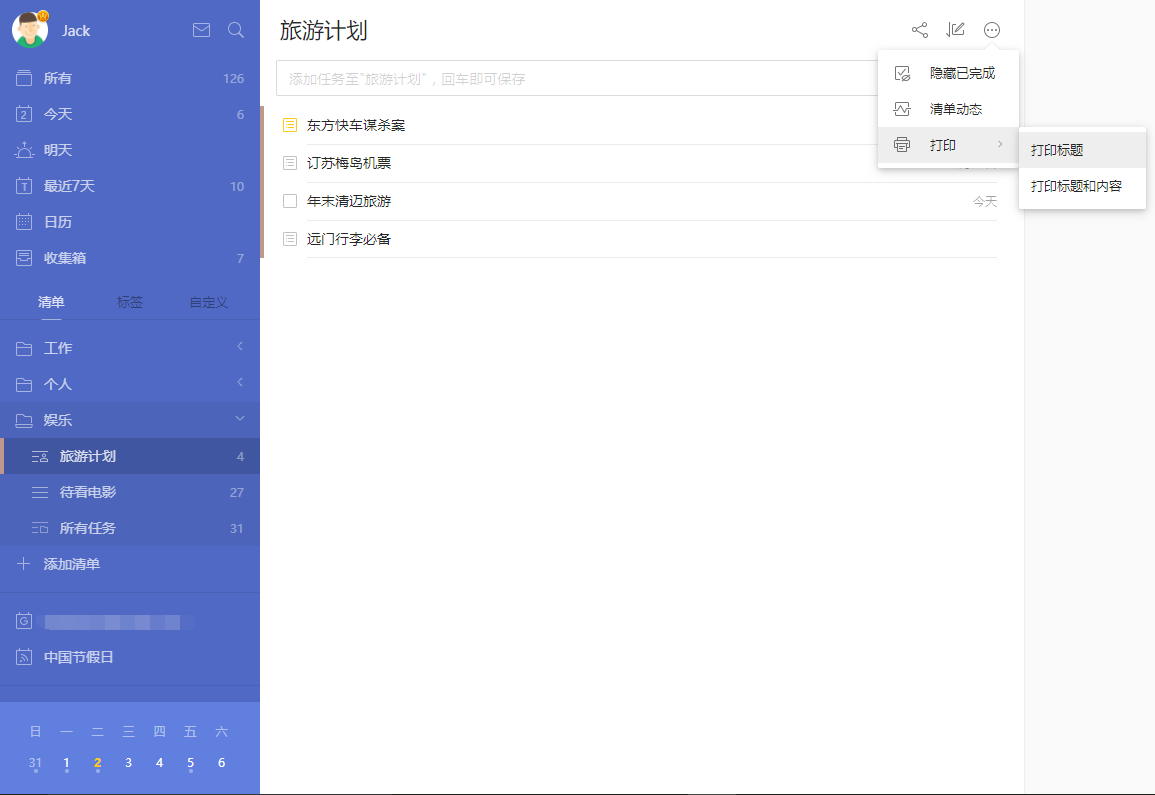 Jack
所有 126
2 今天 6
明天
T 最近7天 10
日历
收集箱 7
清单 标签 自定义
工作
个人
娱乐
旅游计划 4
待看电影 27
所有任务 31
添加清单
G
中国节假日
日 一 二 三 四 五 六
31 1 2 3 4 5 6
旅游计划
添加任务至"旅游计划"，回车即可保存
东方快车谋杀案
订苏梅岛机票
年末清迈旅游 今天
远门行李必备
隐藏已完成
清单动态
打印
打印标题
打印标题和内容